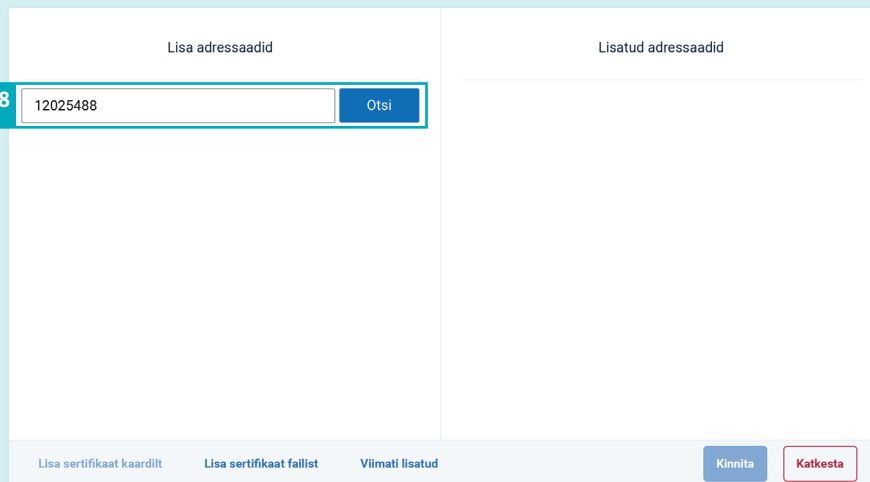 Lisa adressaadid
Lisatud adressaadid
8
12025488
Otsi
Lisa sertifikaat kaardilt
Lisa sertifikaat failist
Viimati lisatud
Kinnita
Katkesta